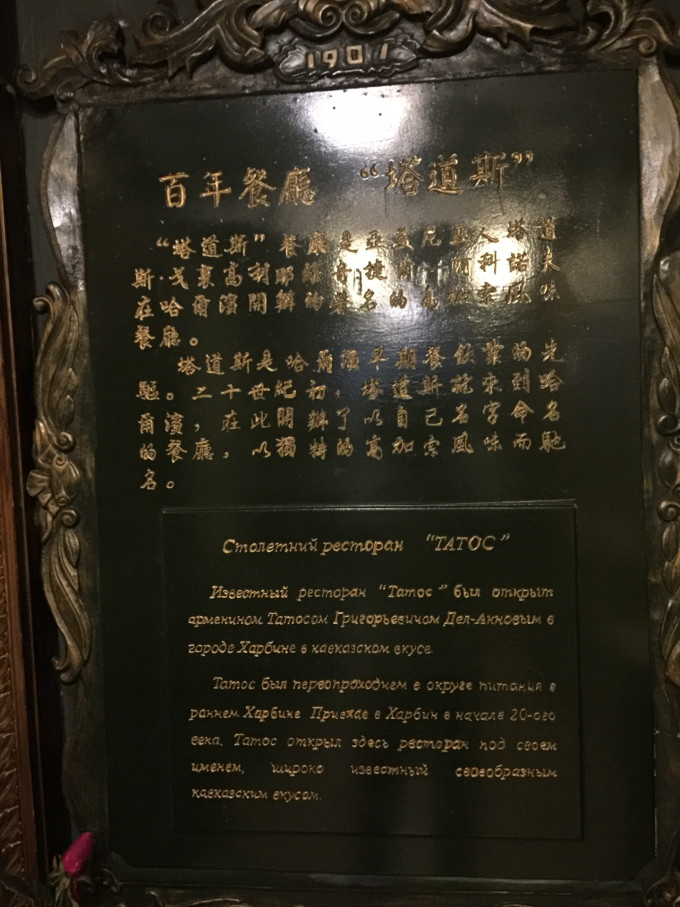 1901
百年餐廳 “塔道斯”
“塔道斯”餐廳是亞美尼亞人塔道
斯·戈裏高利耶維奇捷爾 阿科諾夫
在哈爾濱開辦的著名的高加索風味
餐廳。
塔道斯是哈爾濱早期餐飲業的先
驅。二十世紀初，塔道斯就來到哈
爾濱，在此開辦了以自己名字命名
的餐廳，以獨特的高加索風味而馳
名。
Столетний ресторан “ТАТОС”
Известный ресторан “Татос” был открыт
арменином Татосом Григорьевичом Дел-Акновым в
городе Харбине в кавказском вкусе
Татос был первопроходием в округе питания в
раннем Харбине Приехав в Харбин в начале 20-ого
века, Татос открыл здесь ресторан под своем
именем, широко известный своеобразным
кавказским вкусом.